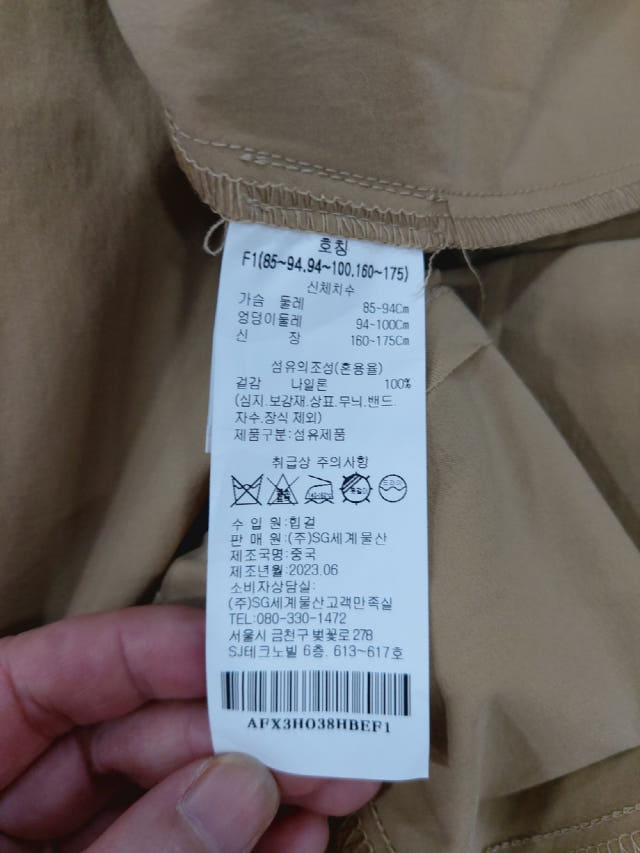 호칭
F1(85~94.94~100.160~175)
신체치수
가슴 둘레 85-94Cm
엉덩이둘레 94-100Cm
신 장 160-175Cm
섬유의조성(혼용율)
겉감 나일론 100%
(심지.보강재.상표.무늬.밴드.
자수.장식 제외)
제품구분:섬유제품
취급상 주의사항
수 입 원:힙걸
판 매 원:(주)SG세계물산
제조국명:중국
제조년월:2023.06
소비자상담실:
(주)SG세계물산고객만족실
TEL:080-330-1472
서울시 금천구 벚꽃로278
SJ테크노빌 6층. 613~617호
AFX3HO38HBEF1